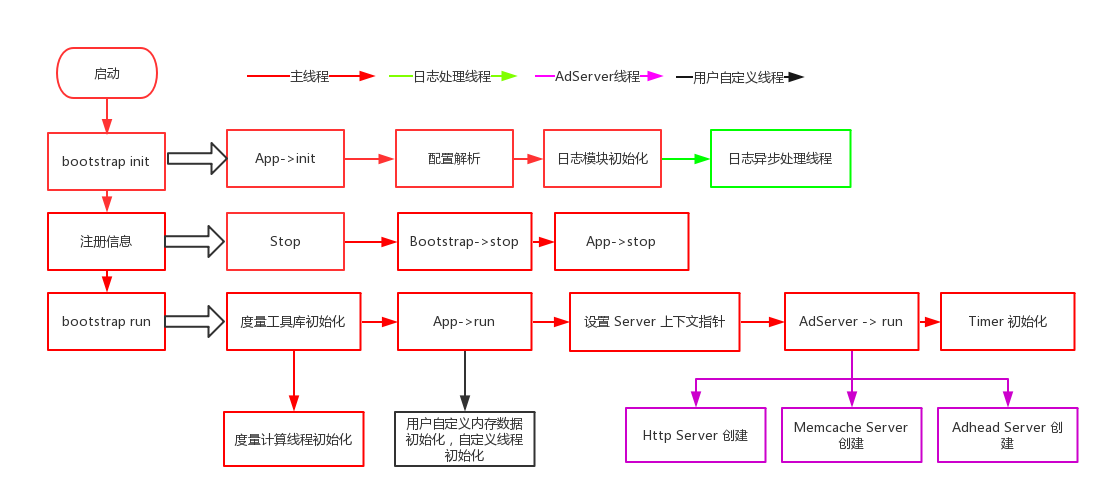 启动
主线程
日志处理线程
AdServer线程
用户自定义线程
bootstrap init
App->init
配置解析
日志模块初始化
日志异步处理线程
注册信息
Stop
Bootstrap->stop
App->stop
bootstrap run
度量工具库初始化
App->run
设置 Server 上下文指针
AdServer -> run
Timer 初始化
度量计算线程初始化
用户自定义内存数据
初始化，自定义线程
初始化
Http Server 创建
Memcache Server
创建
Adhead Server 创
建